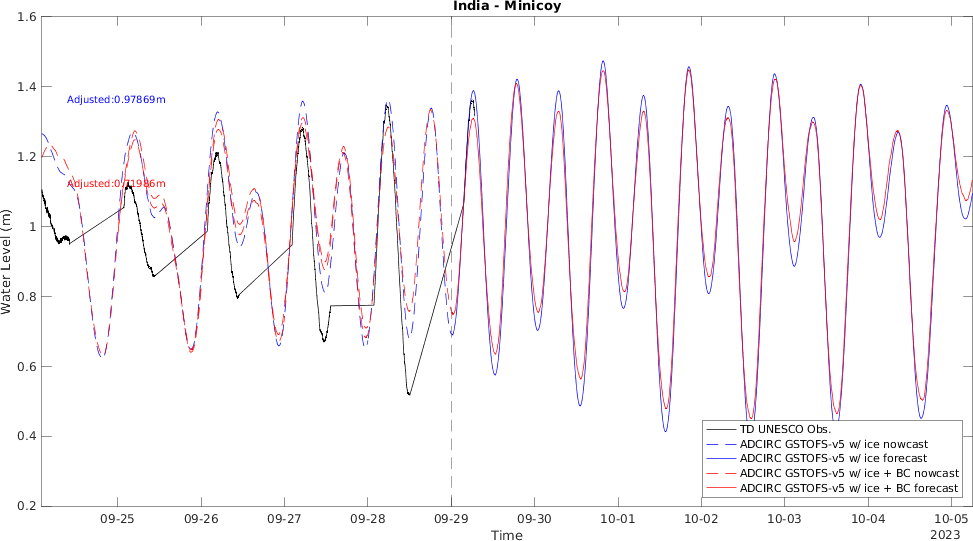 India - Minicoy
1.6
1.4
1.2
1
0.8
0.6
0.4
0.2
Water Level (m)
Adjusted:0.97869m
Adjusted:0.71986m
TD UNESCO Obs.
ADCIRC GSTOFS-v5 w/ ice nowcast
ADCIRC GSTOFS-v5 w/ ice forecast
ADCIRC GSTOFS-v5 w/ ice + BC nowcast
ADCIRC GSTOFS-v5 w/ ice + BC forecast
09-25 09-26 09-27 09-28 09-29 09-30 10-01 10-02 10-03 10-04 10-05
Time
2023